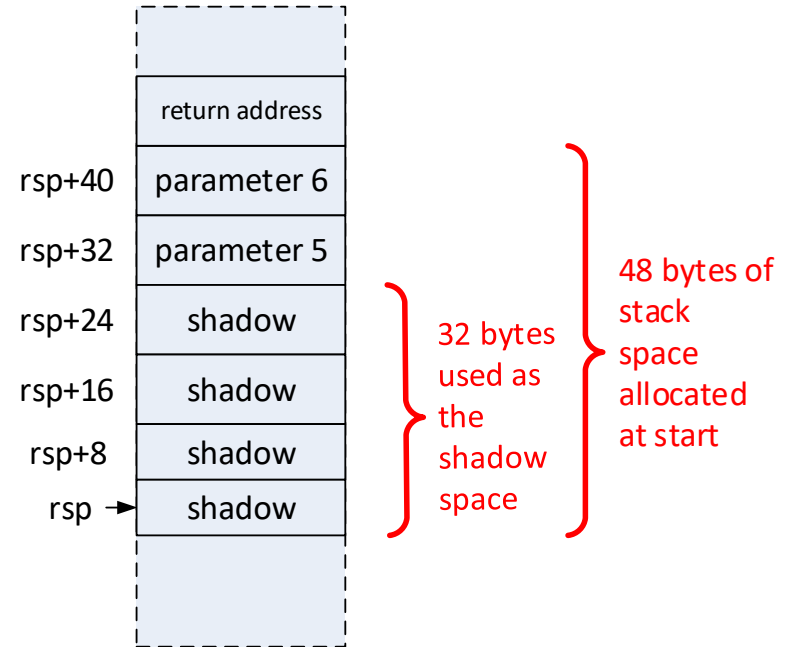 return address
rsp+40
parameter 6
rsp+32
parameter 5
rsp+24
shadow
rsp+16
shadow
rsp+8
shadow
rsp
shadow
32 bytes
used as
the
shadow
space
48 bytes of
stack
space
allocated
at start